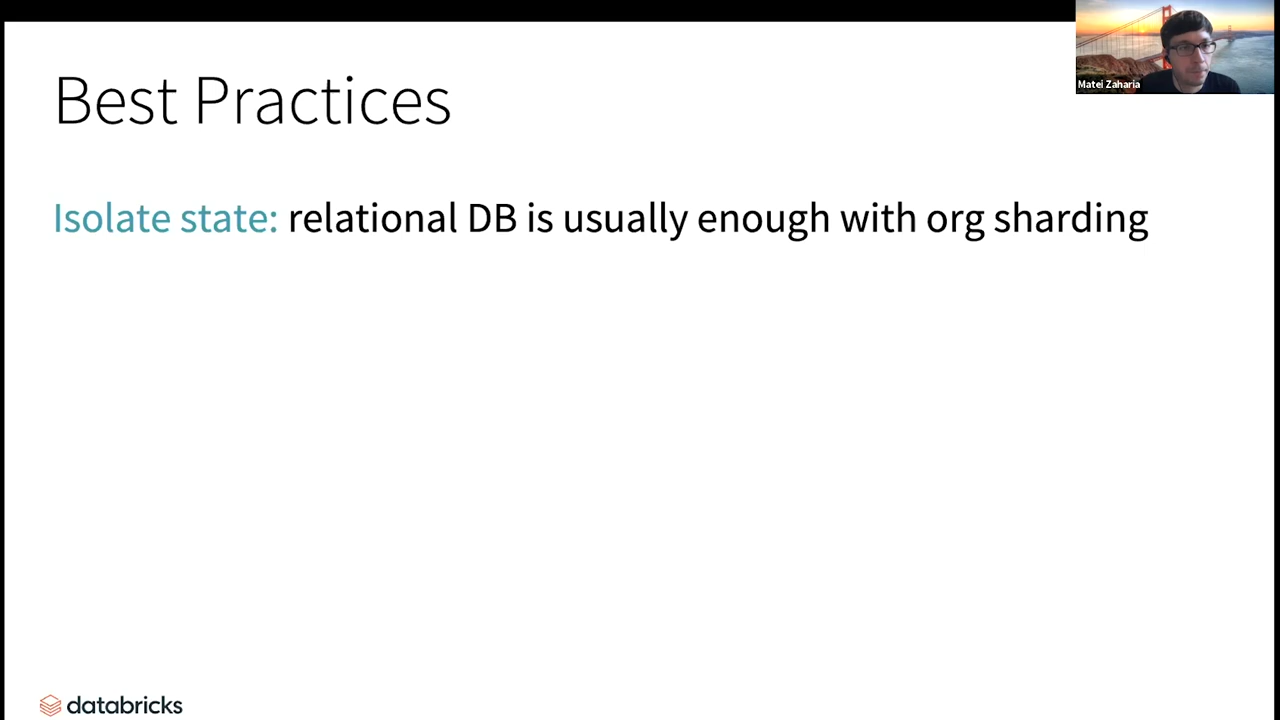 Matei Zaharia
Best Practices
Isolate state: relational DB is usually enough with org sharding
databricks